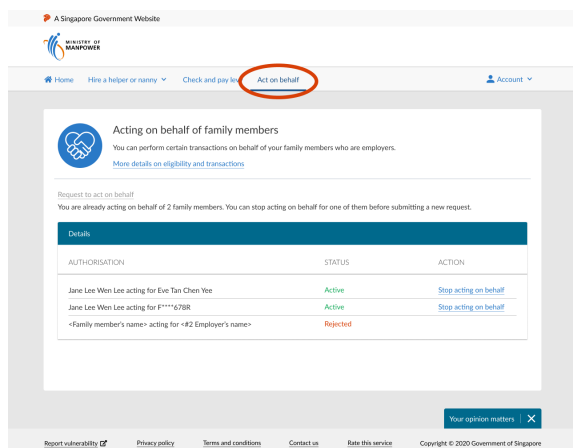 A Singapore Government Website
MINISTRY OF
MANPOWER
Home Hire a helper or nanny Check and pay lev Act on behalf Account
Acting on behalf of family members
You can perform certain transactions on behalf of your family members who are employers.
More details on eligibility and transactions
Request to act on behalf
You are already acting on behalf of 2 family members. You can stop acting on behalf for one of them before submitting a new request.
Details
AUTHORISATION STATUS ACTION
Jane Lee Wen Lee acting for Eve Tan Chen Yee Active Stop acting on behalf
Jane Lee Wen Lee acting for F****678R Active Stop acting on behalf
<Family member's name> acting for <#2 Employer's name> Rejected
Your opinion matters
Report vulnerability Privacy policy Terms and conditions Contact us Rate this service Copyright © 2020 Government of Singapore